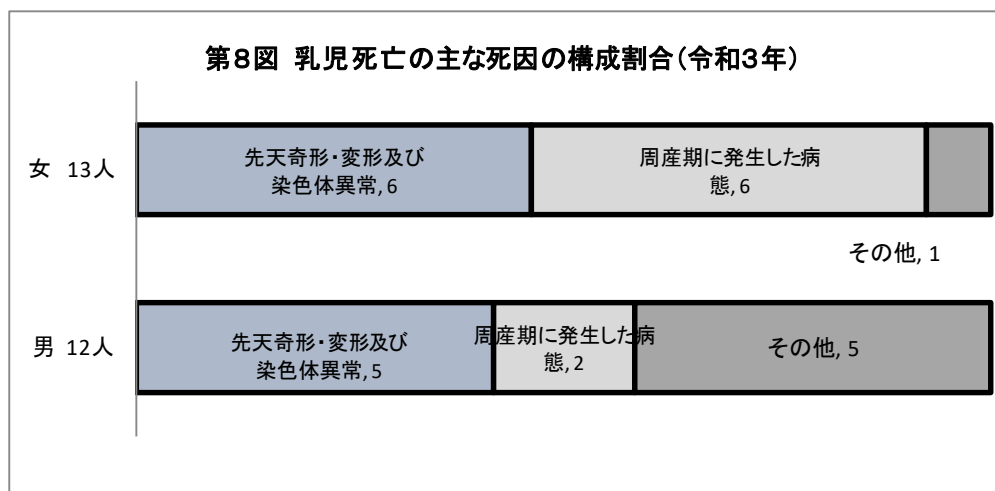 第8図 乳児死亡の主な死因の構成割合(令和3年)
女 13人
先天奇形・変形及び
染色体異常, 6
周産期に発生した病
態, 6
その他, 1
男 12人
先天奇形・変形及び
染色体異常, 5
周産期に発生した病
態, 2
その他, 5